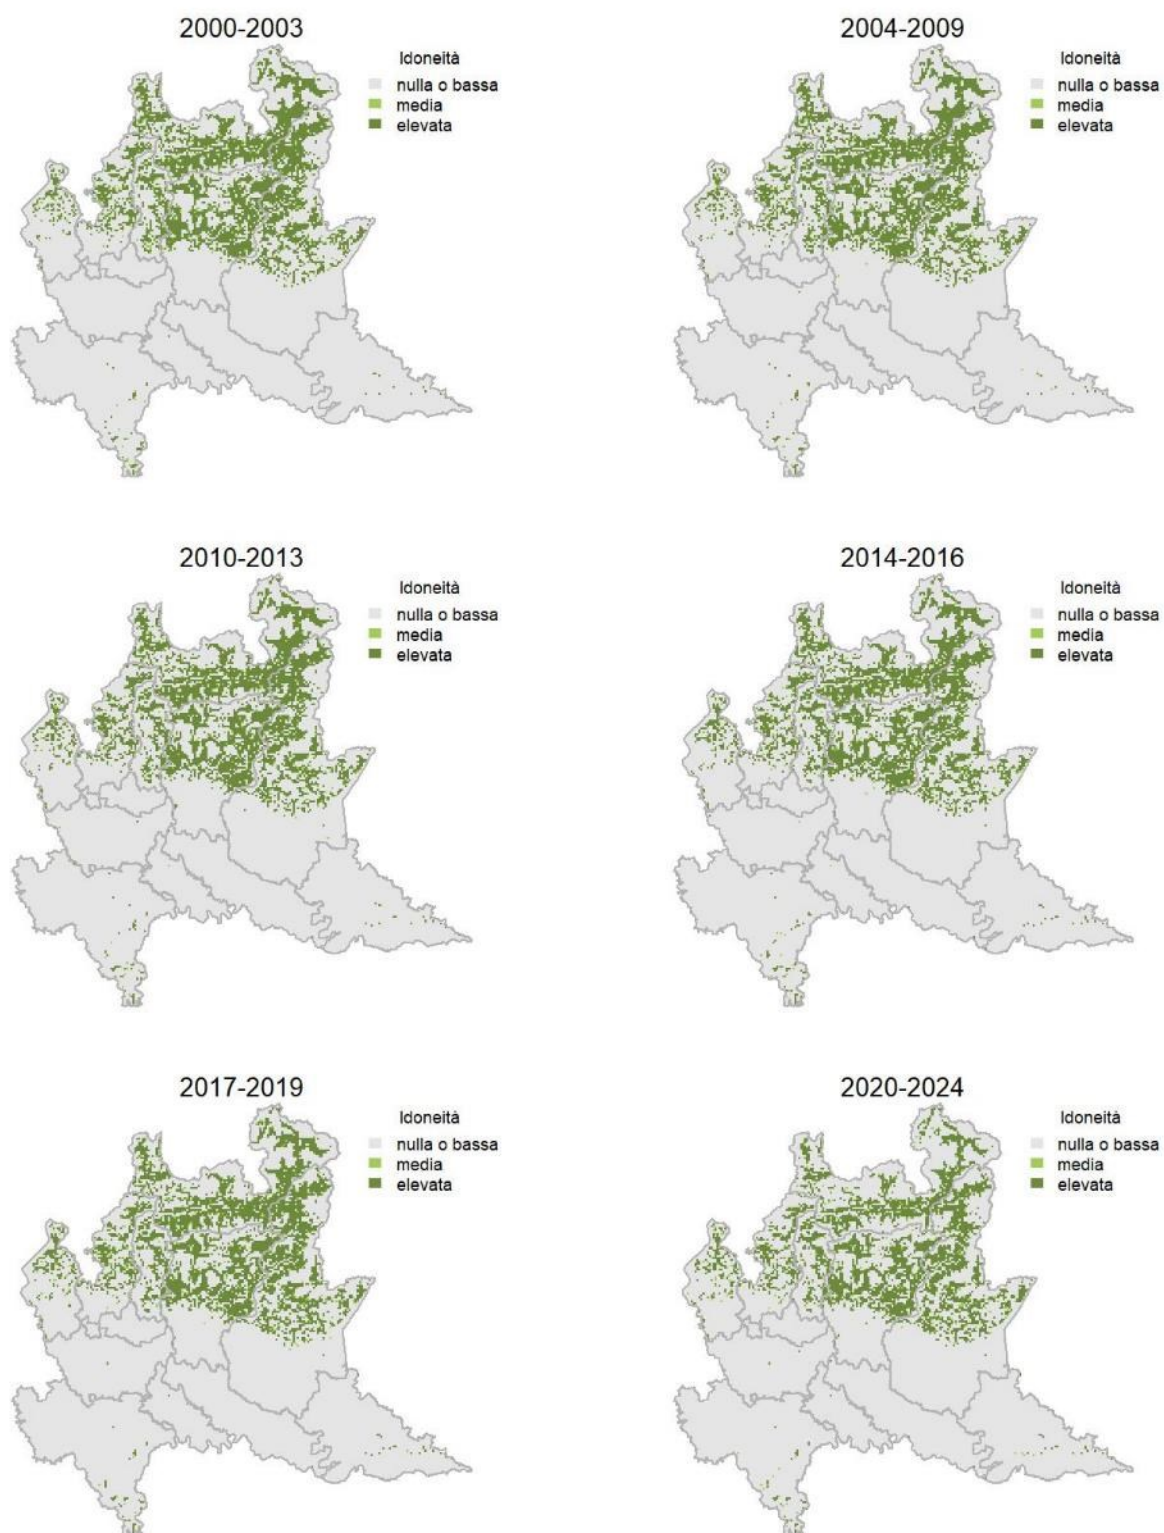 2000-2003
Idoneità
nulla o bassa
media
elevata
2004-2009
Idoneità
nulla o bassa
media
elevata
2010-2013
Idoneità
nulla o bassa
media
elevata
2014-2016
Idoneità
nulla o bassa
media
elevata
2017-2019
Idoneità
nulla o bassa
media
elevata
2020-2024
Idoneità
nulla o bassa
media
elevata